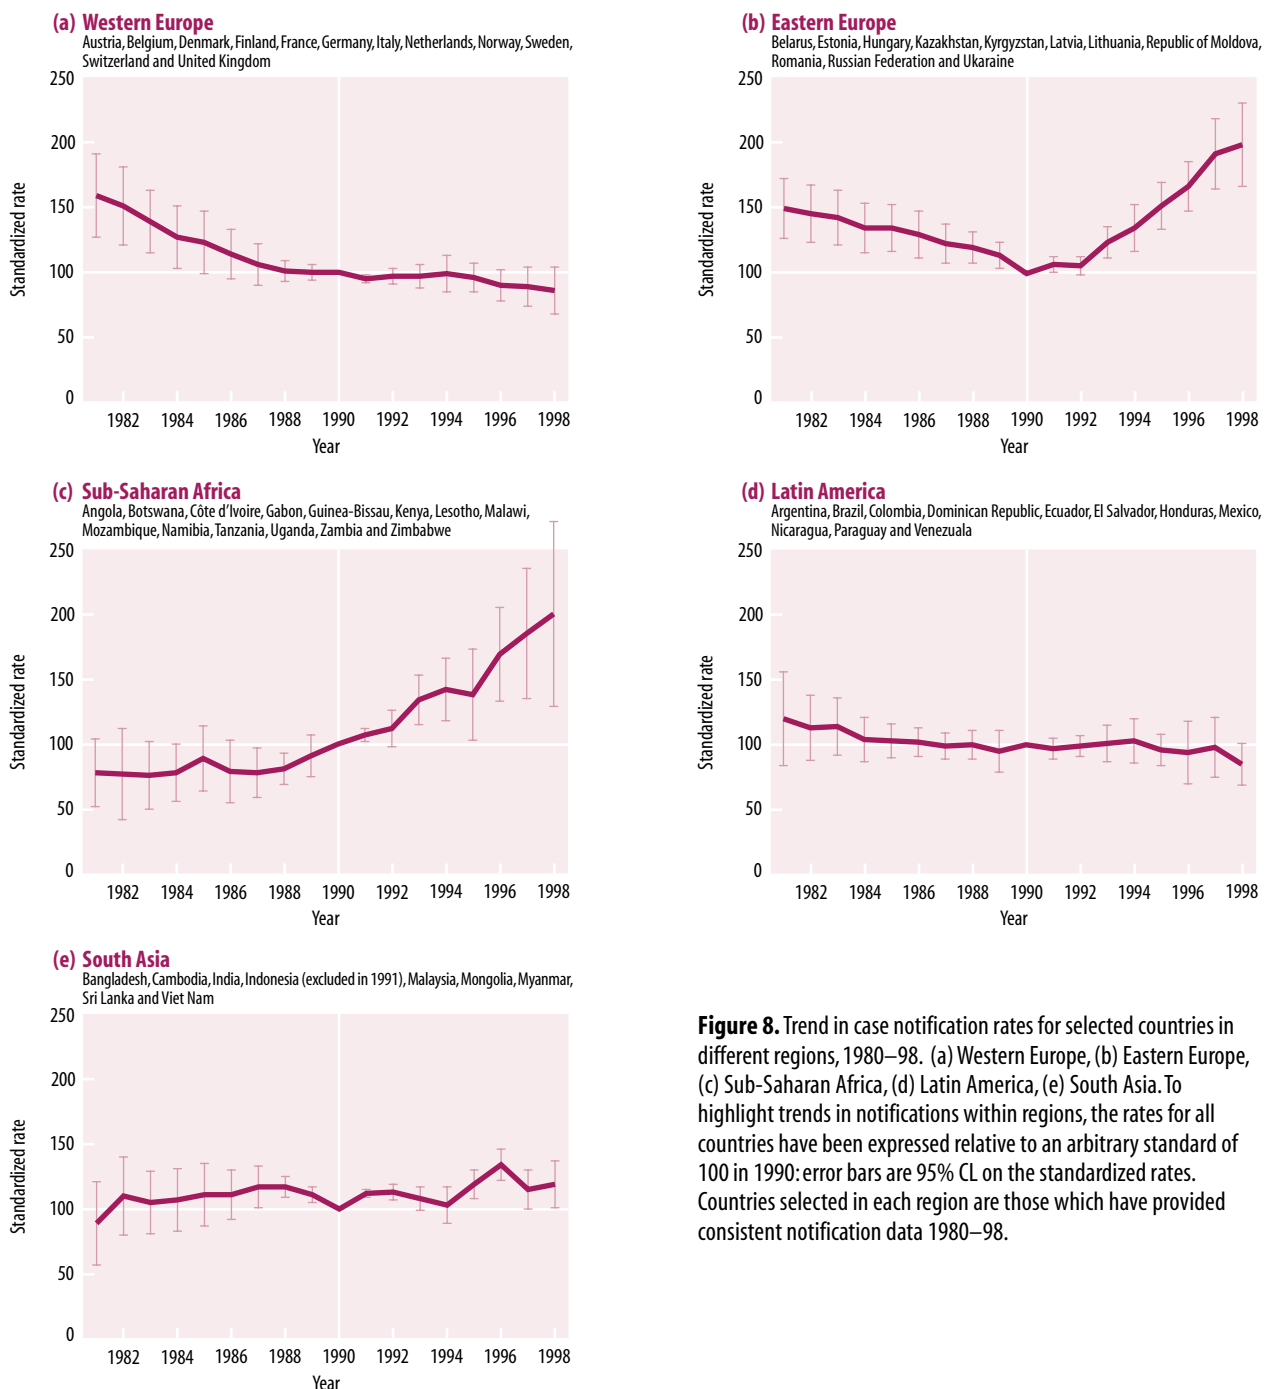 (a) Western Europe
Austria, Belgium, Denmark, Finland, France, Germany, Italy, Netherlands, Norway, Sweden,
Switzerland and United Kingdom
250
200
150
100
50
0
Standardized rate
1982 1984 1986 1988 1990 1992 1994 1996 1998
Year
(b) Eastern Europe
Belarus, Estonia, Hungary, Kazakhstan, Kyrgyzstan, Latvia, Lithuania, Republic of Moldova,
Romania, Russian Federation and Ukaraine
250
200
150
100
50
0
Standardized rate
1982 1984 1986 1988 1990 1992 1994 1996 1998
Year
(c) Sub-Saharan Africa
Angola, Botswana, Côte d'Ivoire, Gabon, Guinea-Bissau, Kenya, Lesotho, Malawi,
Mozambique, Namibia, Tanzania, Uganda, Zambia and Zimbabwe
250
200
150
100
50
0
Standardized rate
1982 1984 1986 1988 1990 1992 1994 1996 1998
Year
(d) Latin America
Argentina, Brazil, Colombia, Dominican Republic, Ecuador, El Salvador, Honduras, Mexico,
Nicaragua, Paraguay and Venezuala
250
200
150
100
50
0
Standardized rate
1982 1984 1986 1988 1990 1992 1994 1996 1998
Year
(e) South Asia
Bangladesh, Cambodia, India, Indonesia (excluded in 1991), Malaysia, Mongolia, Myanmar,
Sri Lanka and Viet Nam
250
200
150
100
50
0
Standardized rate
1982 1984 1986 1988 1990 1992 1994 1996 1998
Year
Figure 8. Trend in case notification rates for selected countries in
different regions, 1980–98. (a) Western Europe, (b) Eastern Europe,
(c) Sub-Saharan Africa, (d) Latin America, (e) South Asia. To
highlight trends in notifications within regions, the rates for all
countries have been expressed relative to an arbitrary standard of
100 in 1990: error bars are 95% CL on the standardized rates.
Countries selected in each region are those which have provided
consistent notification data 1980–98.